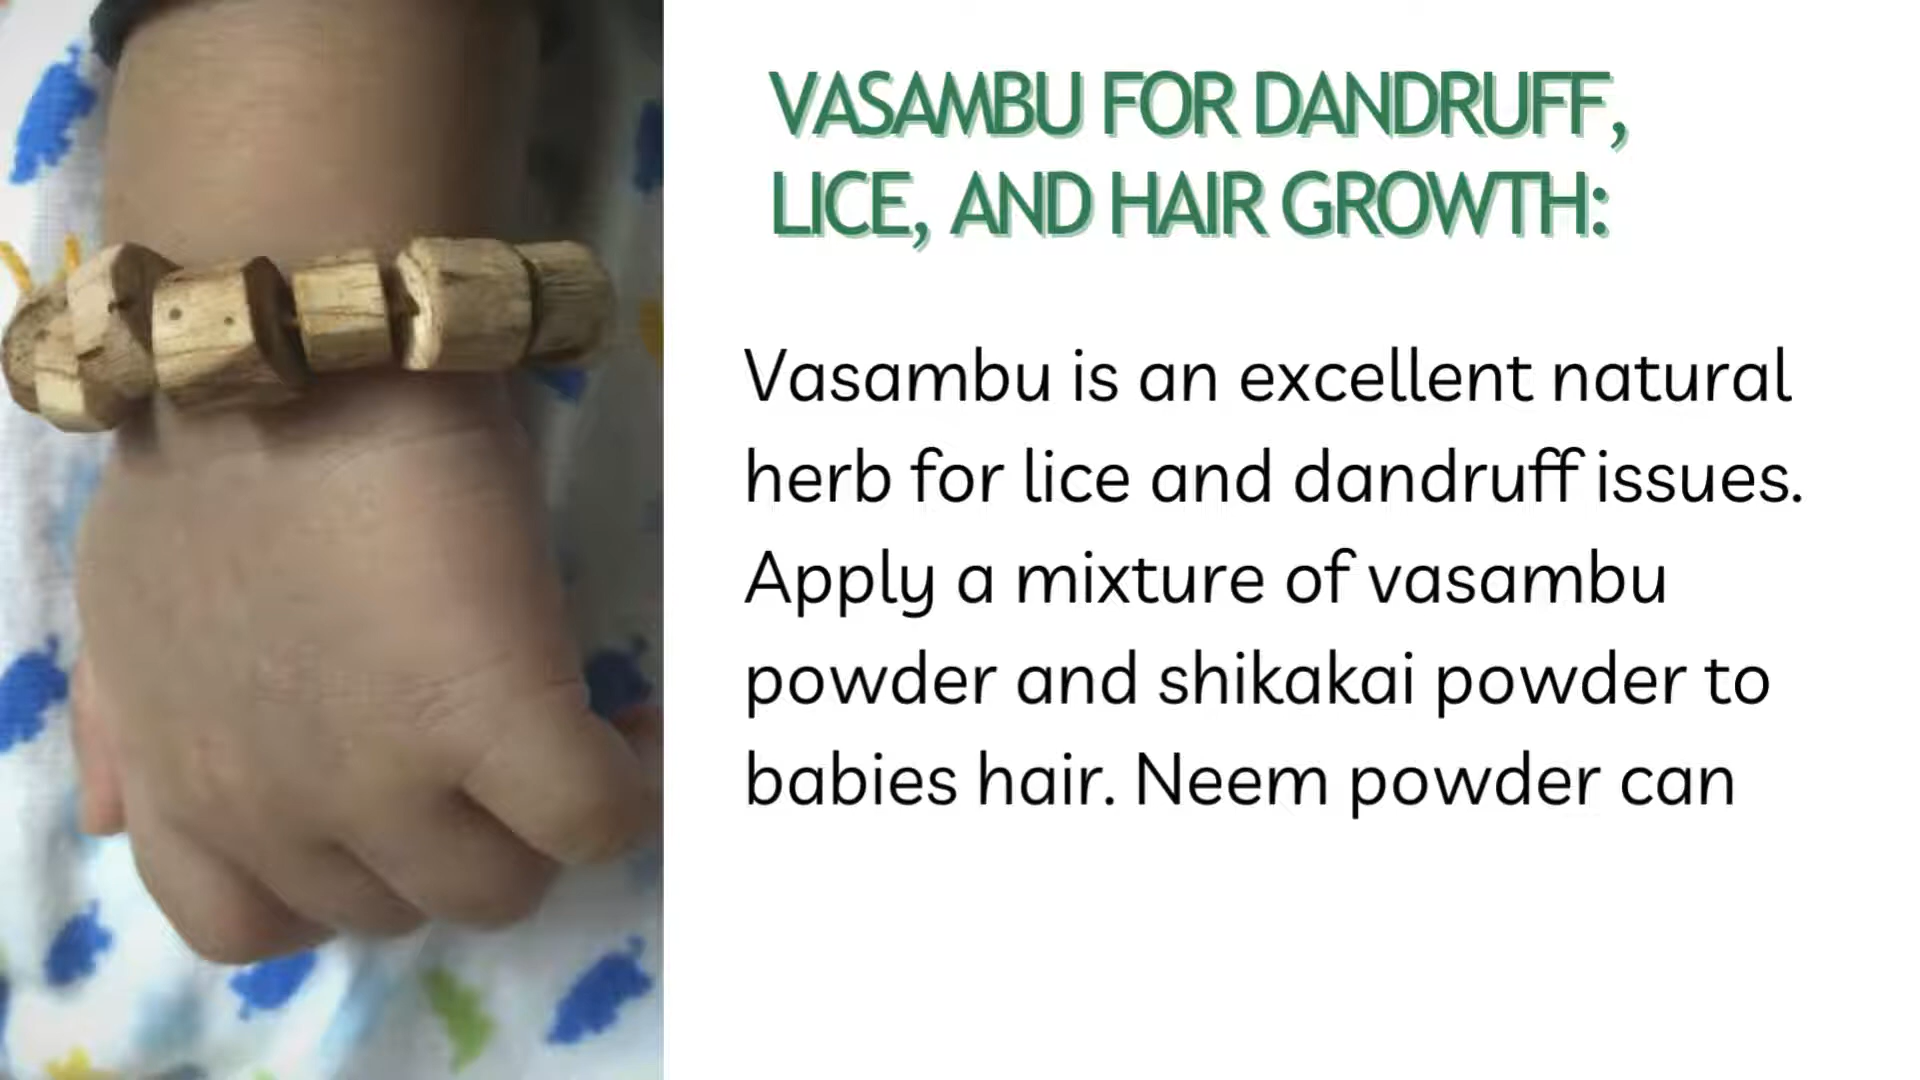 VASAMBU FOR DANDRUFF,
LICE, AND HAIR GROWTH:
Vasambu is an excellent natural
herb for lice and dandruff issues.
Apply a mixture of vasambu
powder and shikakai powder to
babies hair. Neem powder can